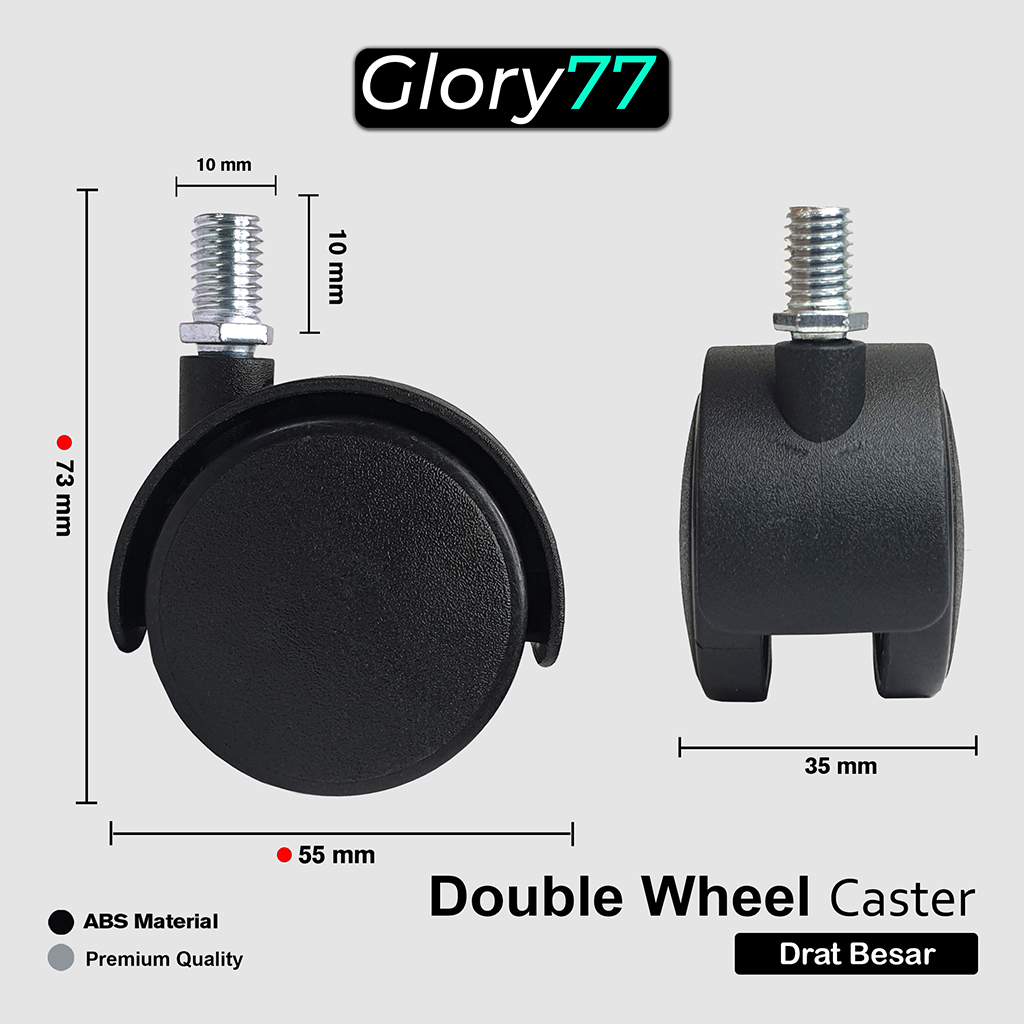 Glory77
10 mm
10 mm
73 mm
35 mm
55 mm
Double Wheel Caster
Drat Besar
ABS Material
Premium Quality